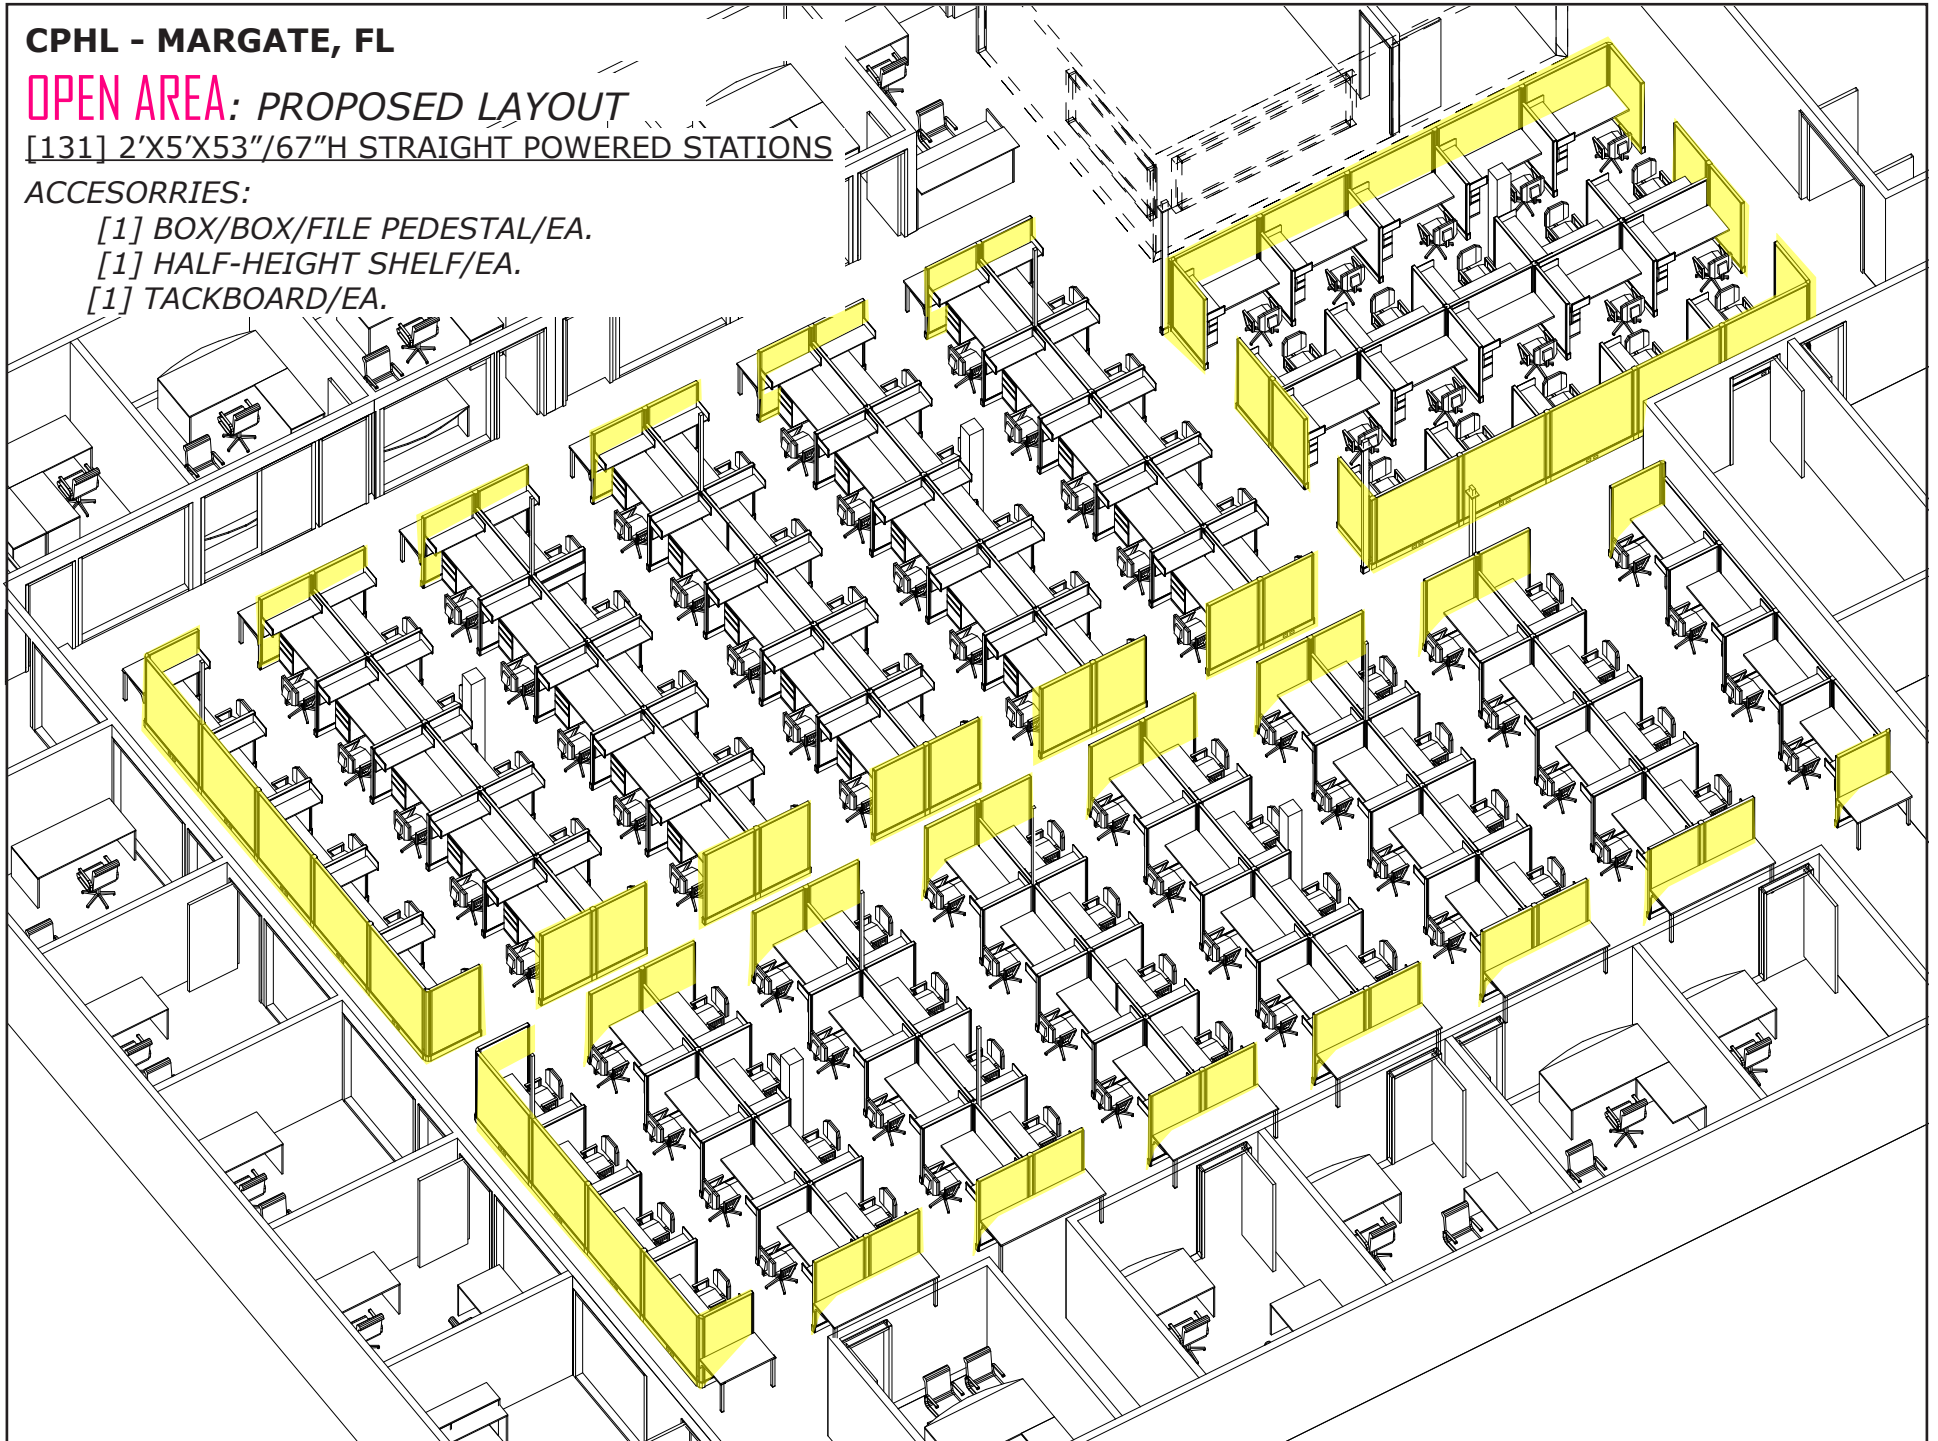 CPHL - MARGATE, FL
OPEN AREA: PROPOSED LAYOUT
[131] 2’X5’X53”/67”H STRAIGHT POWERED STATIONS
ACCESORRIES:
[1] BOX/BOX/FILE PEDESTAL/EA.
[1] HALF-HEIGHT SHELF/EA.
[1] TACKBOARD/EA.